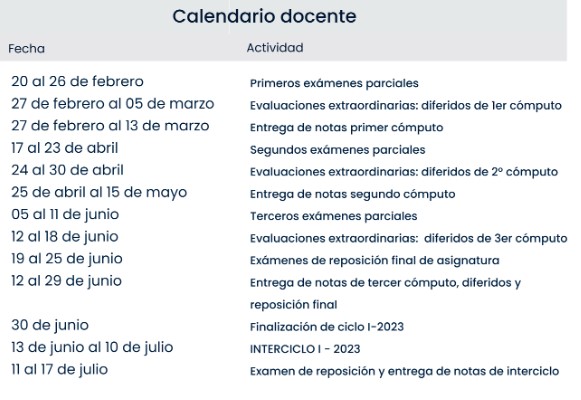 Calendario docente
Fecha Actividad
20 al 26 de febrero Primeros exámenes parciales
27 de febrero al 05 de marzo Evaluaciones extraordinarias: diferidos de 1er cómputo
27 de febrero al 13 de marzo Entrega de notas primer cómputo
17 al 23 de abril Segundos exámenes parciales
24 al 30 de abril Evaluaciones extraordinarias: diferidos de 2º cómputo
25 de abril al 15 de mayo Entrega de notas segundo cómputo
05 al 11 de junio Terceros exámenes parciales
12 al 18 de junio Evaluaciones extraordinarias: diferidos de 3er cómputo
19 al 25 de junio Exámenes de reposición final de asignatura
12 al 29 de junio Entrega de notas de tercer cómputo, diferidos y
reposición final
30 de junio Finalización de ciclo I-2023
13 de junio al 10 de julio INTERCICLO I - 2023
11 al 17 de julio Examen de reposición y entrega de notas de interciclo